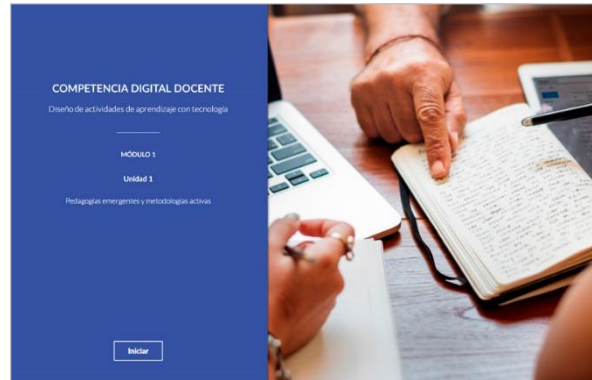 COMPETENCIA DIGITAL DOCENTE
Diseño de actividades de aprendizaje con tecnología
MÓDULO 1
Unidad 1
Pedagogías emergentes y metodologías activas
Iniciar